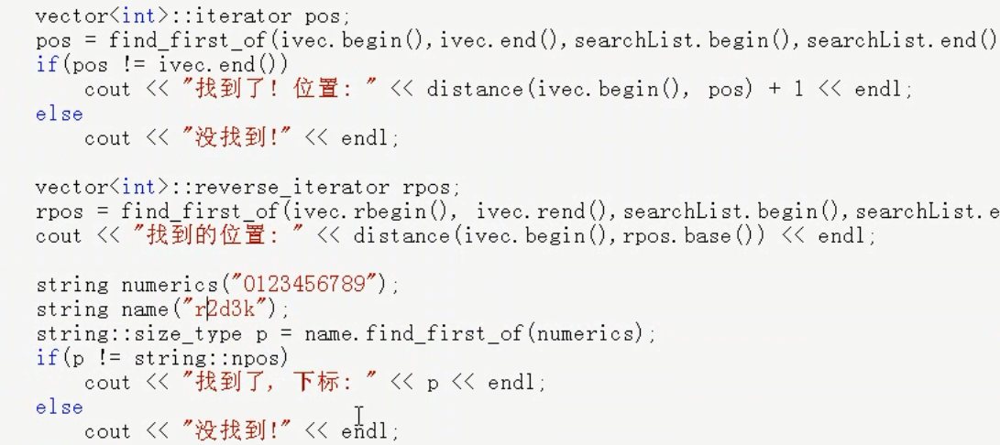 vector<int>::iterator pos;
pos = find_first_of(ivec.begin(),ivec.end(),searchList.begin(),searchList.end()
if(pos != ivec.end())
    cout << "找到了! 位置: " << distance(ivec.begin(), pos) + 1 << endl;
else
    cout << "没找到!" << endl;
vector<int>::reverse_iterator rpos;
rpos = find_first_of(ivec.rbegin(), ivec.rend(),searchList.begin(),searchList.e
cout << "找到的位置: " << distance(ivec.begin(),rpos.base()) << endl;
string numerics("0123456789");
string name("r2d3k");
string::size_type p = name.find_first_of(numerics);
if(p != string::npos)
    cout << "找到了, 下标: " << p << endl;
else
    cout << "没找到!" << endl;